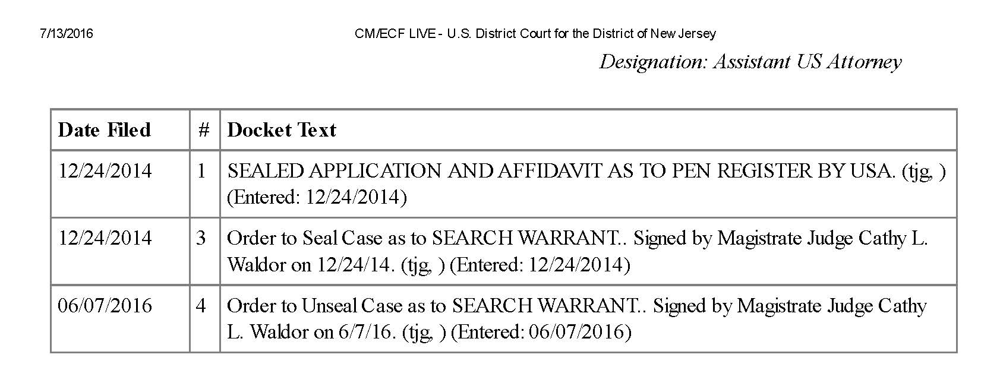 7/13/2016 CM/ECF LIVE - U.S. District Court for the District of New Jersey
Designation: Assistant US Attorney
Date Filed # Docket Text
12/24/2014 1 SEALED APPLICATION AND AFFIDAVIT AS TO PEN REGISTER BY USA. (tjg, )
(Entered: 12/24/2014)
12/24/2014 3 Order to Seal Case as to SEARCH WARRANT.. Signed by Magistrate Judge Cathy L.
Waldor on 12/24/14. (tjg, ) (Entered: 12/24/2014)
06/07/2016 4 Order to Unseal Case as to SEARCH WARRANT.. Signed by Magistrate Judge Cathy
L. Waldor on 6/7/16. (tjg, ) (Entered: 06/07/2016)